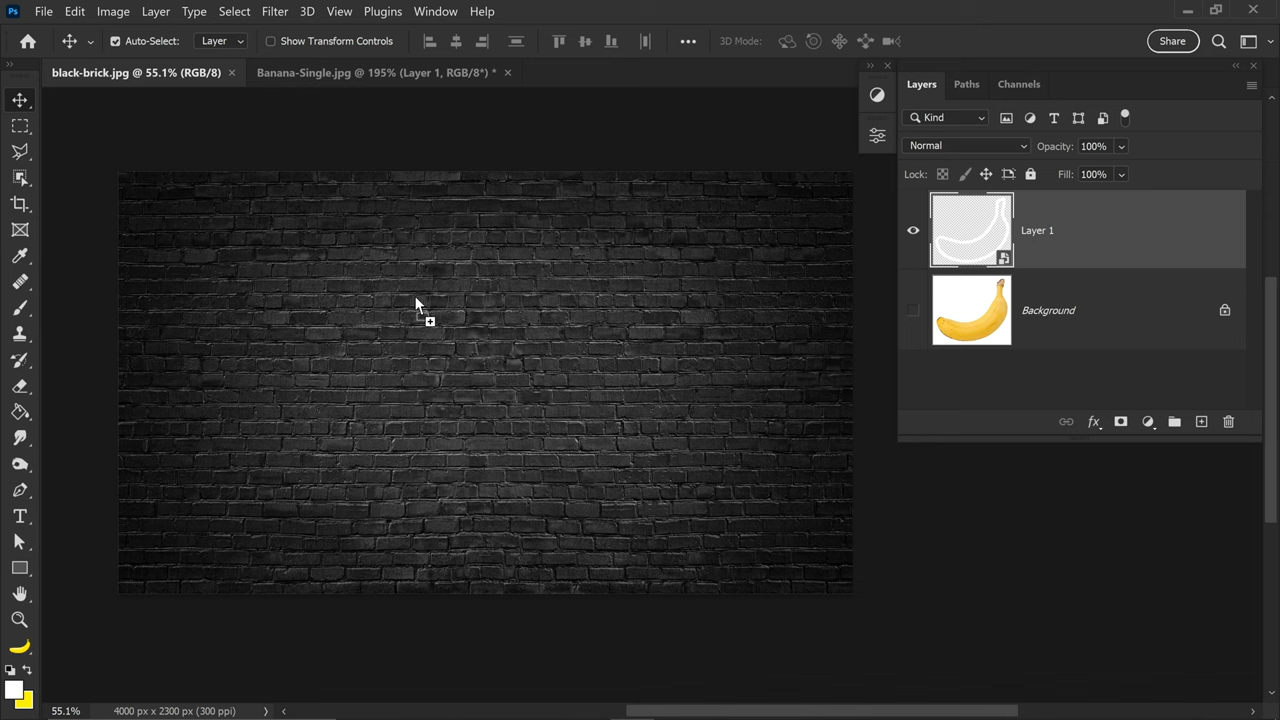 Ps File Edit Image Layer Type Select Filter 3D View Plugins Window Help
Auto-Select: Layer Show Transform Controls 3D Mode: Share
black-brick.jpg @ 55.1% (RGB/8) × Banana-Single.jpg @ 195% (Layer 1, RGB/8*) * ×
Layers Paths Channels
Kind
Normal Opacity: 100%
Lock: Fill: 100%
Layer 1
Background
fx
55.1% 4000 px x 2300 px (300 ppi)